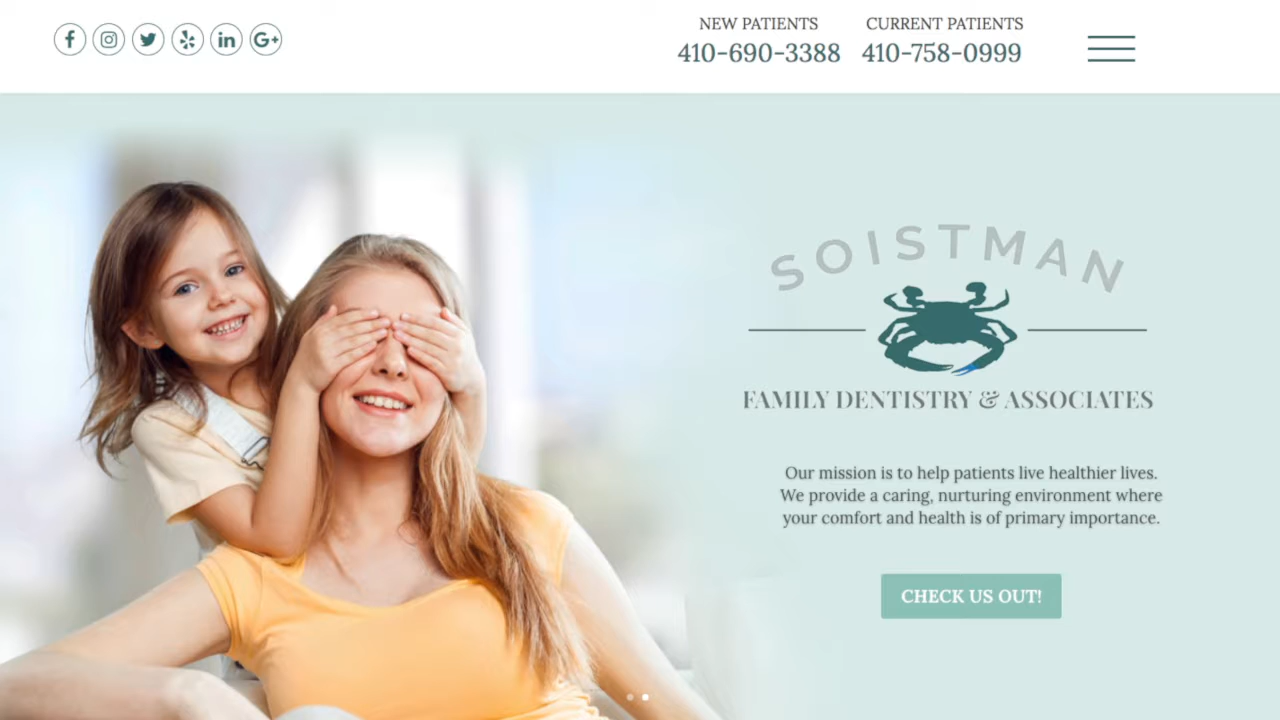 NEW PATIENTS
410-690-3388
CURRENT PATIENTS
410-758-0999
SOISTMAN
FAMILY DENTISTRY & ASSOCIATES
Our mission is to help patients live healthier lives.
We provide a caring, nurturing environment where
your comfort and health is of primary importance.
CHECK US OUT!